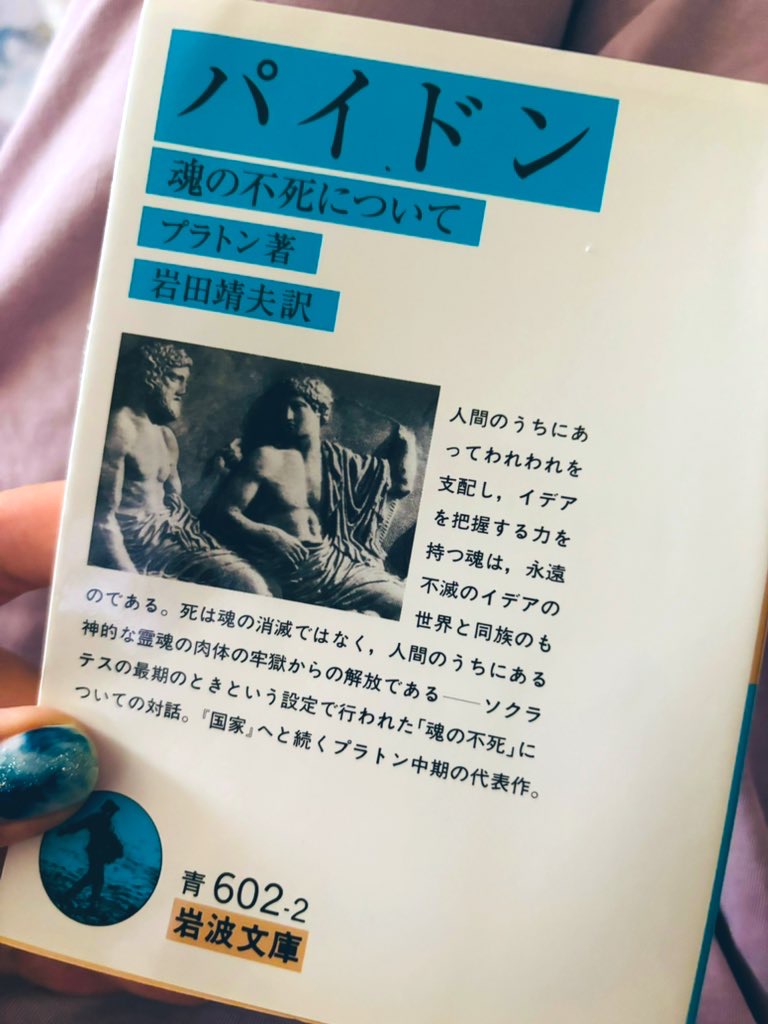 パイドン
魂の不死について
プラトン著
岩田靖夫訳
人間のうちにあ
ってわれわれを
支配し，イデア
を把握する力を
持つ魂は，永遠
不滅のイデアの
世界と同族のも
のである。死は魂の消滅ではなく，人間のうちにある
神的な霊魂の肉体の牢獄からの解放である──ソクラ
テスの最期のときという設定で行われた「魂の不死」に
ついての対話。『国家』へと続くプラトン中期の代表作。
青 602-2
岩波文庫